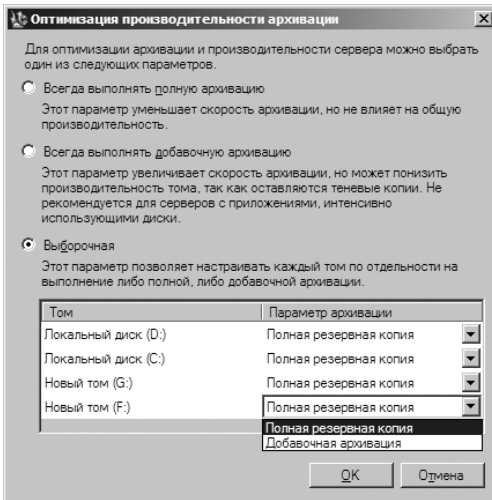 Оптимизация производительности архивации
Для оптимизации архивации и производительности сервера можно выбрать
один из следующих параметров.
Всегда выполнять полную архивацию
Этот параметр уменьшает скорость архивации, но не влияет на общую
производительность.
Всегда выполнять добавочную архивацию
Этот параметр увеличивает скорость архивации, но может понизить
производительность тома, так как оставляются теневые копии. Не
рекомендуется для серверов с приложениями, интенсивно
использующими диски.
Выборочная
Этот параметр позволяет настраивать каждый том по отдельности на
выполнение либо полной, либо добавочной архивации.
Том Параметр архивации
Локальный диск (D:) Полная резервная копия
Локальный диск (C:) Полная резервная копия
Новый том (G:) Полная резервная копия
Новый том (F:) Полная резервная копия
Полная резервная копия
Добавочная архивация
OK Отмена